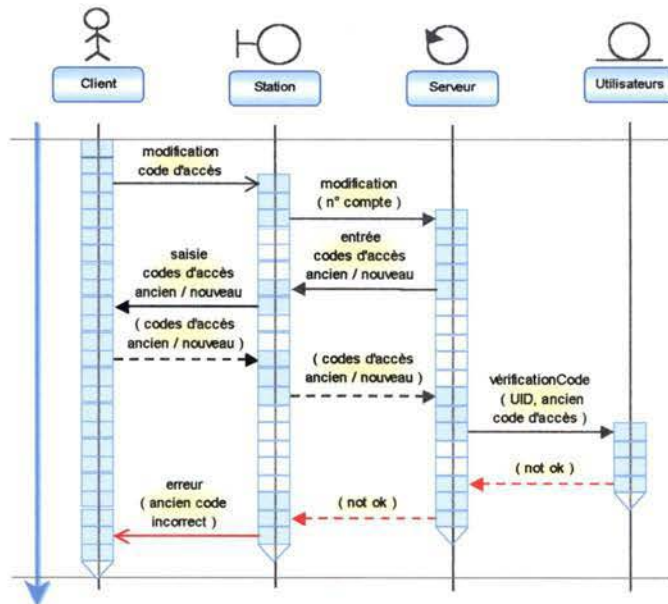 Client
Station
Serveur
Utilisateurs
modification
code d'accès
modification
( n° compte )
entrée
codes d'accès
ancien / nouveau
saisie
codes d'accès
ancien / nouveau
( codes d'accès
ancien / nouveau )
(codes d'accès
ancien / nouveau )
vérificationCode
( UID, ancien
code d'accès )
( not ok )
( not ok )
erreur
( ancien code
incorrect )